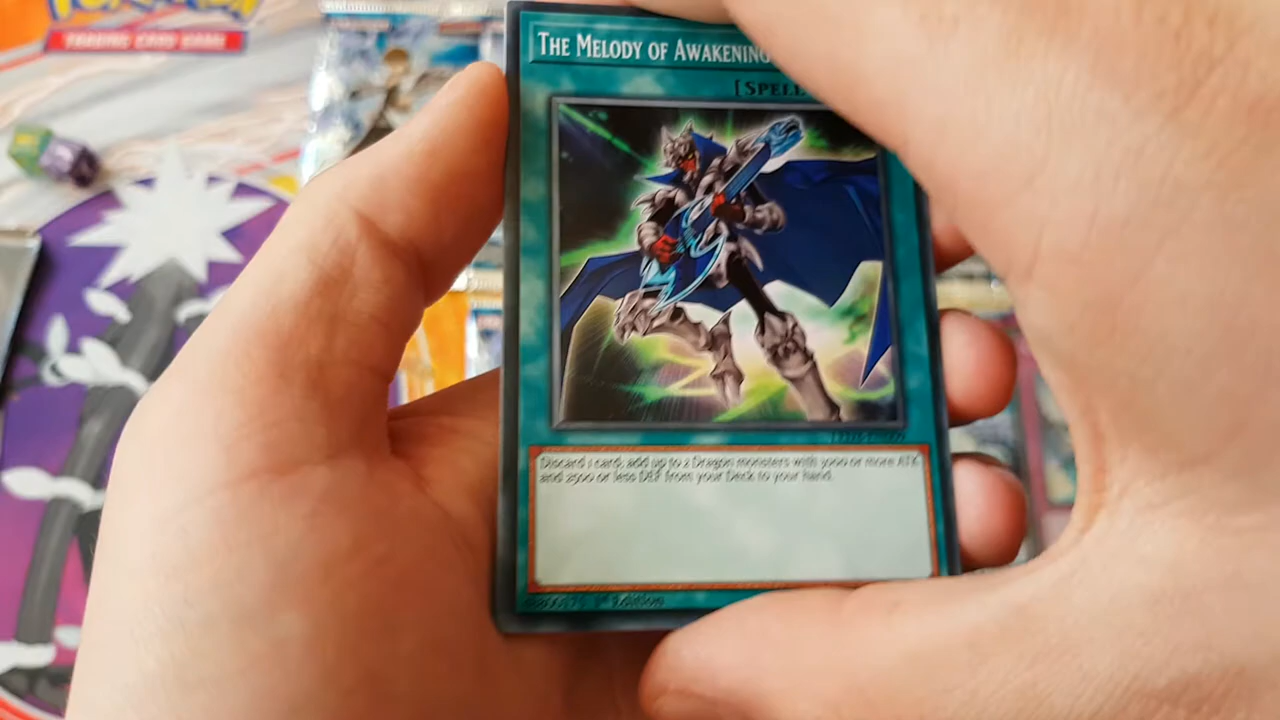 Pokémon
TRADING CARD GAME
THE MELODY OF AWAKENING
[SPELL
Discard 1 card; add up to 2 Dragon monsters with 3000 or more ATK
and 2500 or less DEF from your Deck to your hand.
1st Edition